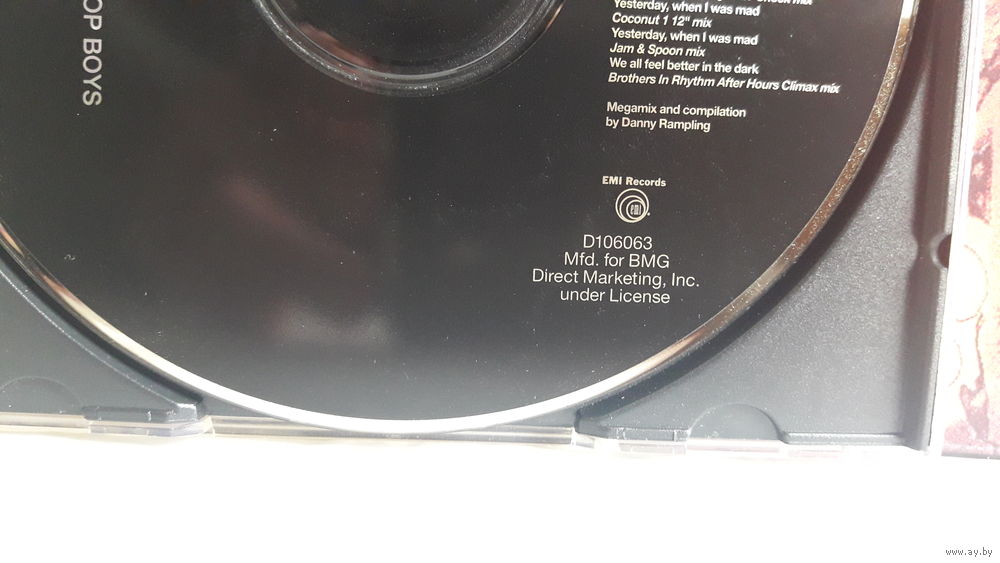 OP BOYS
mix
Yesterday, when I was mad
Coconut 1 12" mix
Yesterday, when I was mad
Jam & Spoon mix
We all feel better in the dark
Brothers In Rhythm After Hours Climax mix
Megamix and compilation
by Danny Rampling
EMI Records
EMI
D106063
Mfd. for BMG
Direct Marketing, Inc.
under License
www.ay.by